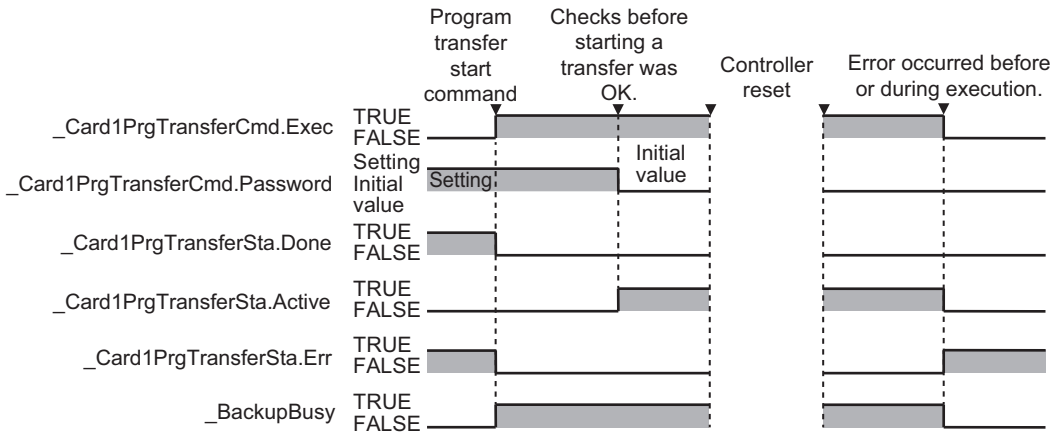 Program
transfer
start
command
Checks before
starting a
transfer was
OK.
Controller
reset
Error occurred before
or during execution.
_Card1PrgTransferCmd.Exec
TRUE
FALSE
_Card1PrgTransferCmd.Password
Setting
Initial
value
Setting
Initial
value
_Card1PrgTransferSta.Done
TRUE
FALSE
_Card1PrgTransferSta.Active
TRUE
FALSE
_Card1PrgTransferSta.Err
TRUE
FALSE
_BackupBusy
TRUE
FALSE